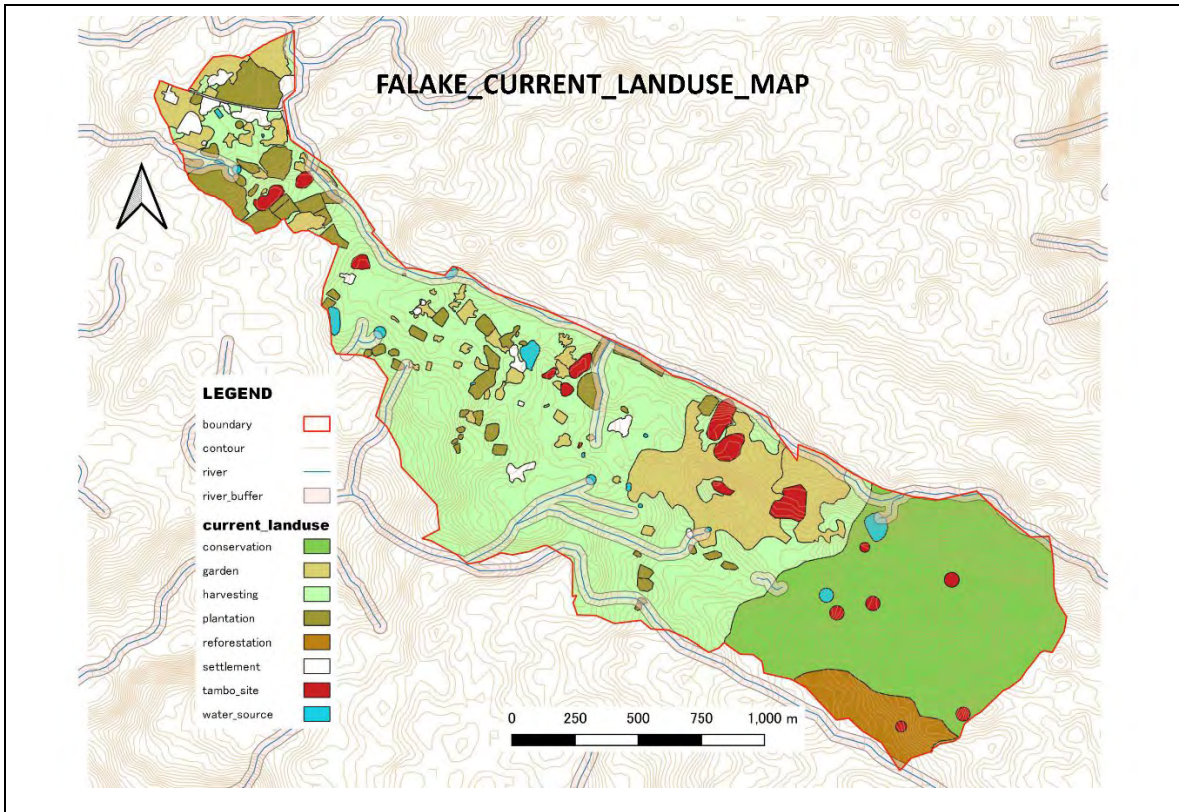 FALAKE_CURRENT_LANDUSE_MAP
LEGEND
boundary
contour
river
river_buffer
current_landuse
conservation
garden
harvesting
plantation
reforestation
settlement
tambo_site
water_source
0 250 500 750 1,000 m